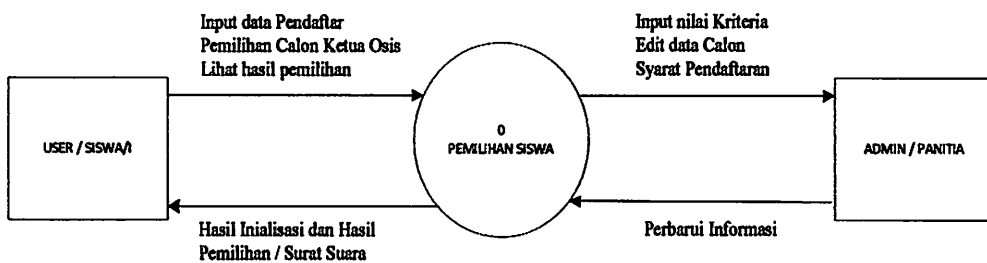 Input data Pendaftar
Pemilihan Calon Ketua Osis
Lihat hasil pemilihan
Input nilai Kriteria
Edit data Calon
Syarat Pendaftaran
USER / SISWA/I
0
PEMILIHAN SISWA
ADMIN / PANITIA
Hasil Inialisasi dan Hasil
Pemilihan / Surat Suara
Perbarui Informasi